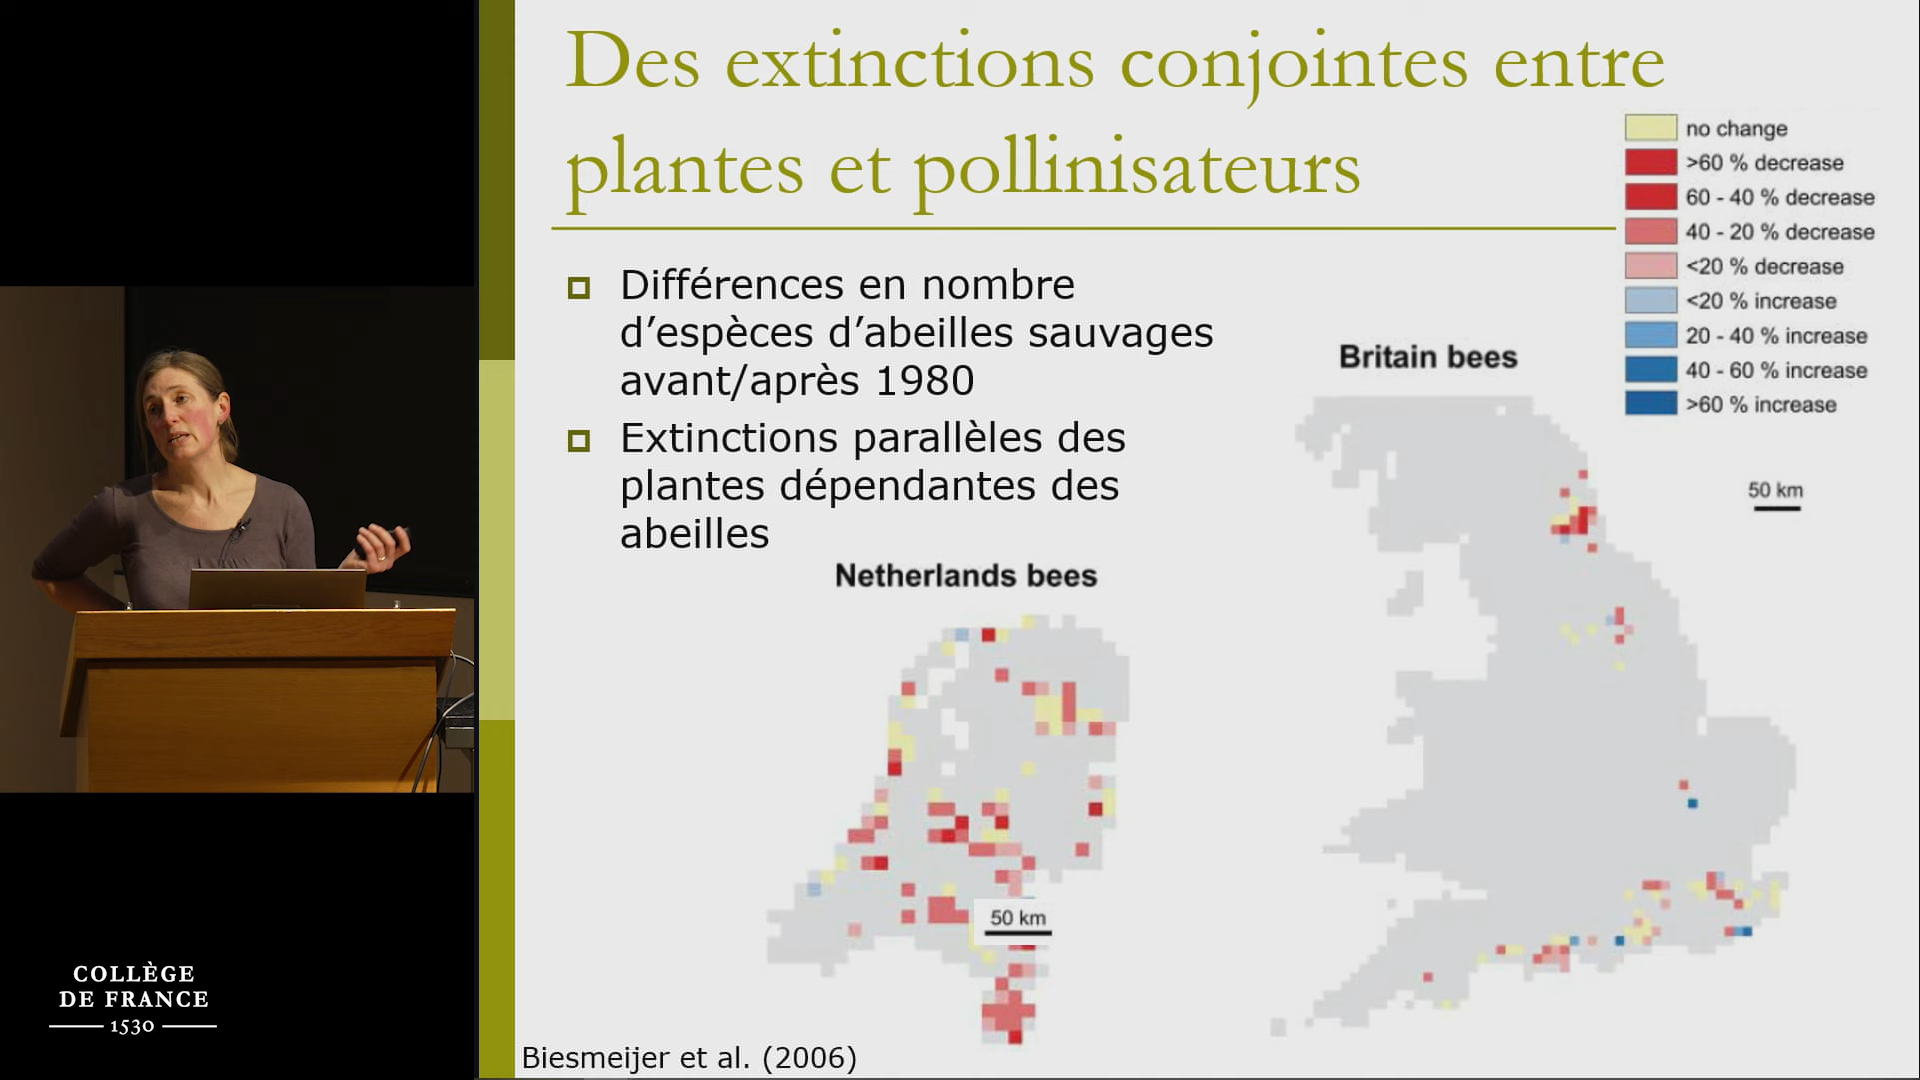 Des extinctions conjointes entre
plantes et pollinisateurs
no change
>60 % decrease
60 - 40 % decrease
40 - 20 % decrease
<20 % decrease
<20 % increase
20 - 40 % increase
40 - 60 % increase
>60 % increase
Différences en nombre
d’espèces d’abeilles sauvages
avant/après 1980
Extinctions parallèles des
plantes dépendantes des
abeilles
Britain bees
50 km
Netherlands bees
50 km
COLLÈGE
DE FRANCE
1530
Biesmeijer et al. (2006)